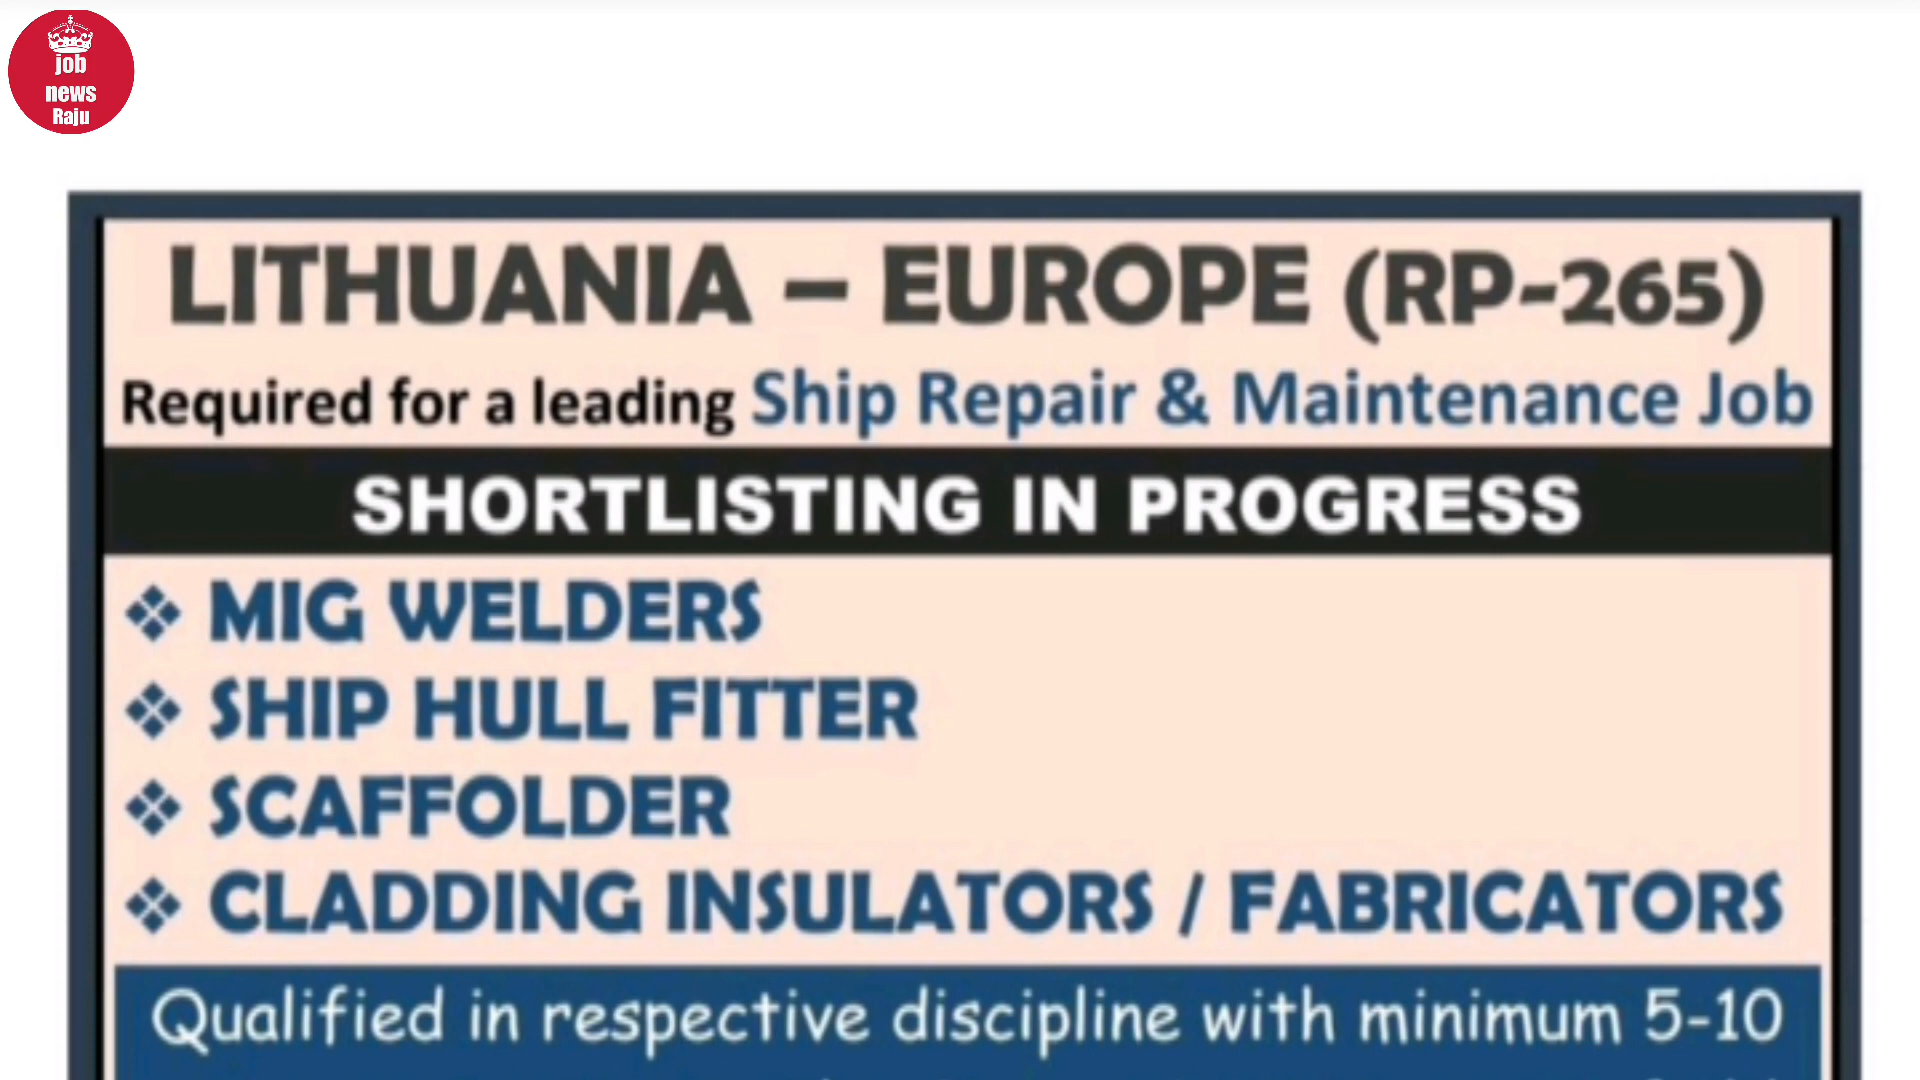 job
news
Raju
LITHUANIA – EUROPE (RP-265)
Required for a leading Ship Repair & Maintenance Job
SHORTLISTING IN PROGRESS
❖ MIG WELDERS
❖ SHIP HULL FITTER
❖ SCAFFOLDER
❖ CLADDING INSULATORS / FABRICATORS
Qualified in respective discipline with minimum 5-10